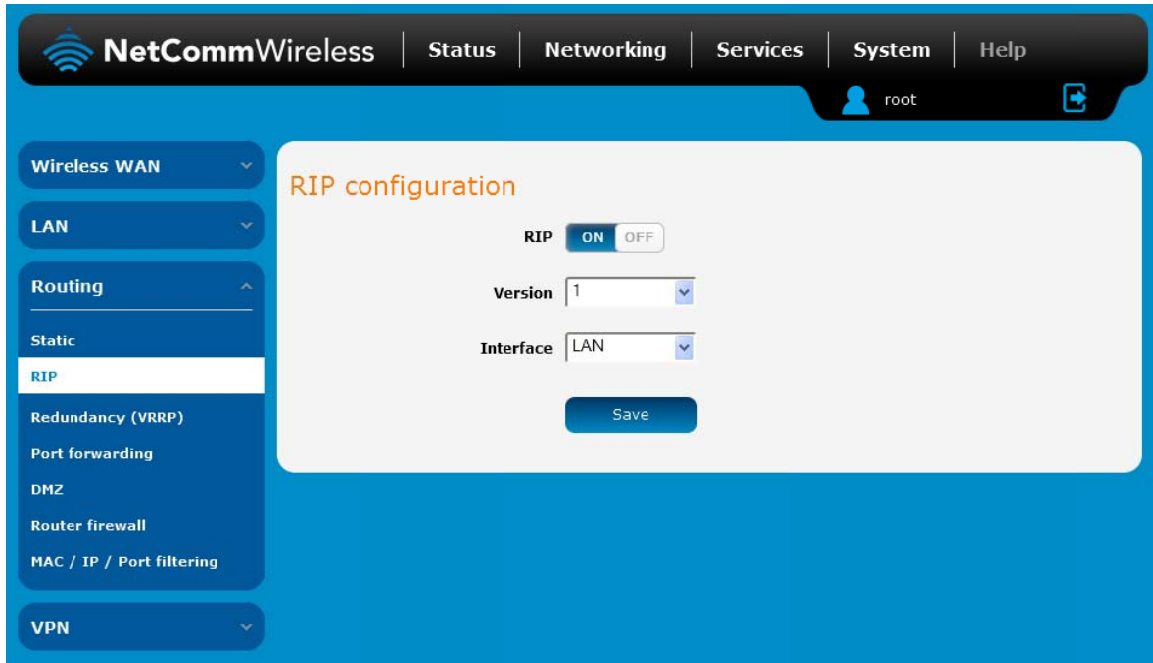 NetCommWireless Status Networking Services System Help
root
Wireless WAN
LAN
Routing
Static
RIP
Redundancy (VRRP)
Port forwarding
DMZ
Router firewall
MAC / IP / Port filtering
VPN
RIP configuration
RIP ON OFF
Version 1
Interface LAN
Save